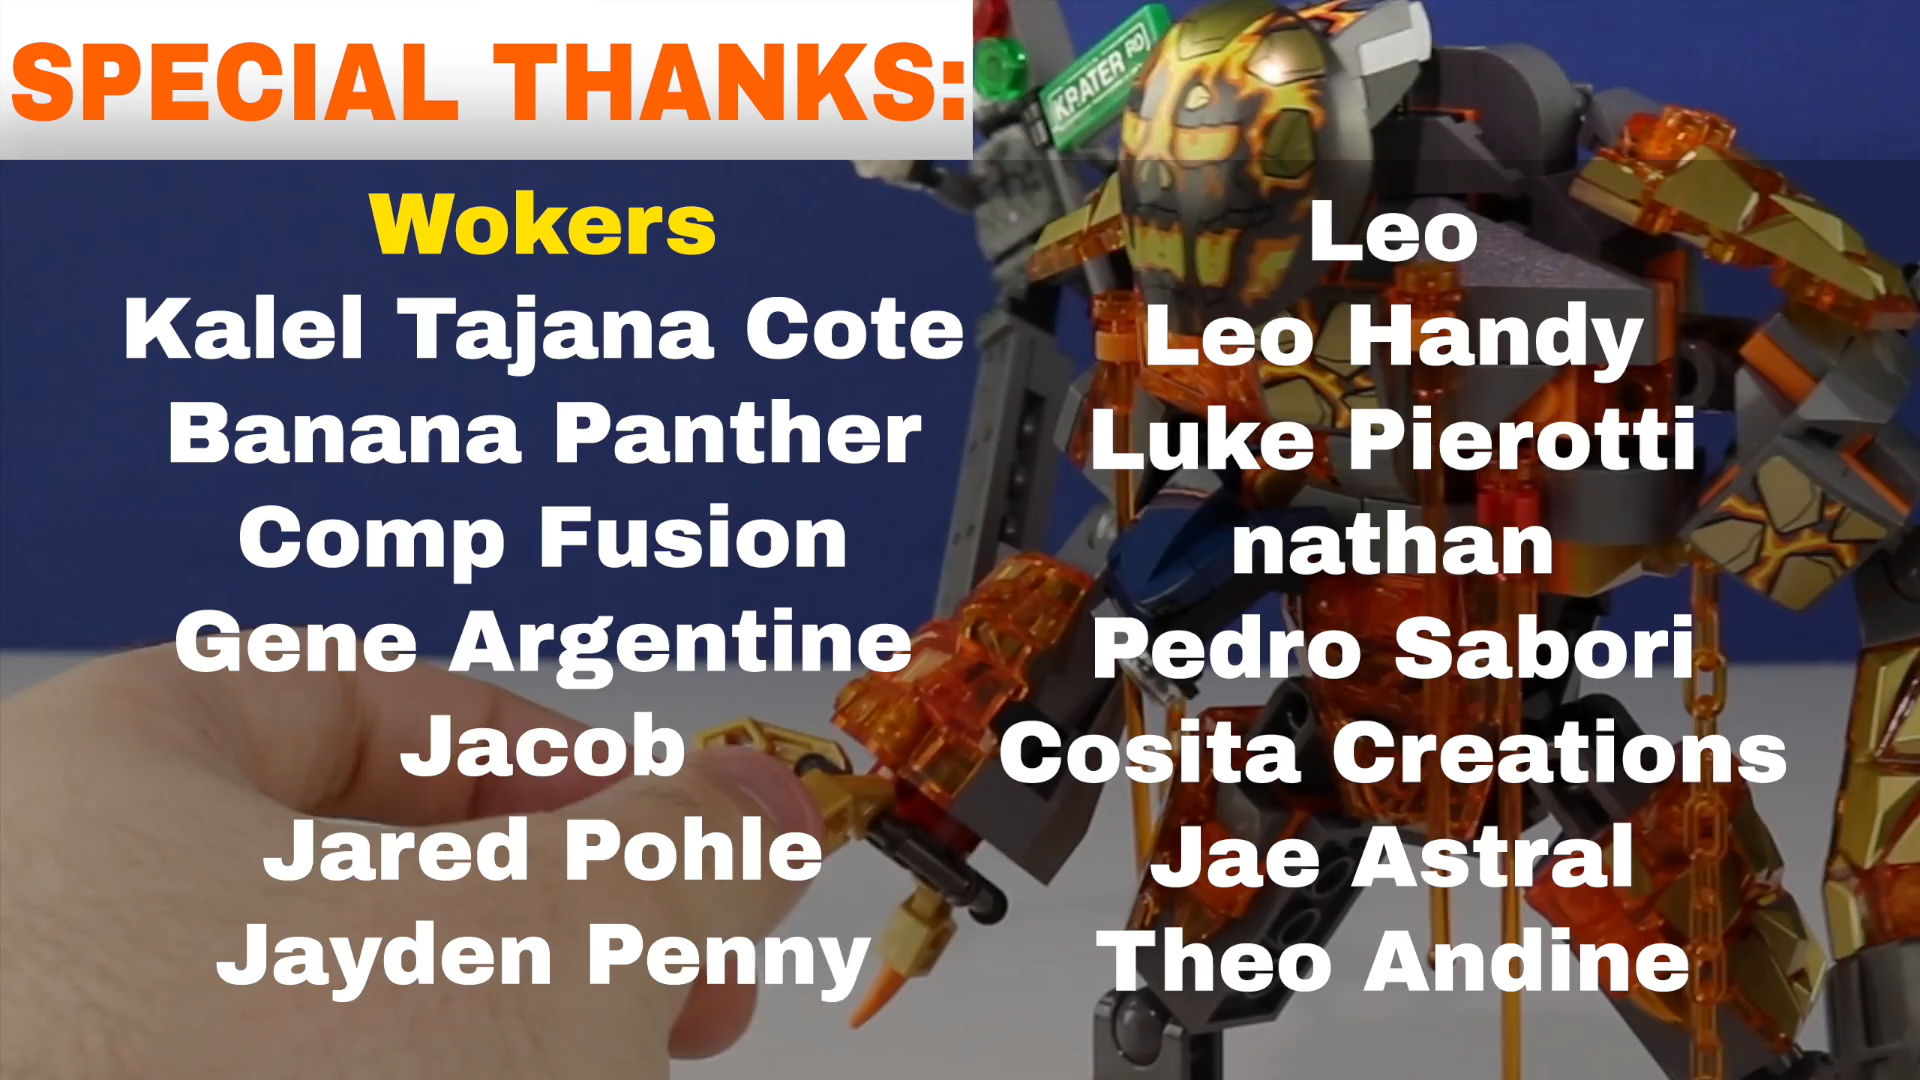 SPECIAL THANKS:
KRATER RD
Wokers
Kalel Tajana Cote
Banana Panther
Comp Fusion
Gene Argentine
Jacob
Jared Pohle
Jayden Penny
Leo
Leo Handy
Luke Pierotti
nathan
Pedro Sabori
Cosita Creations
Jae Astral
Theo Andine